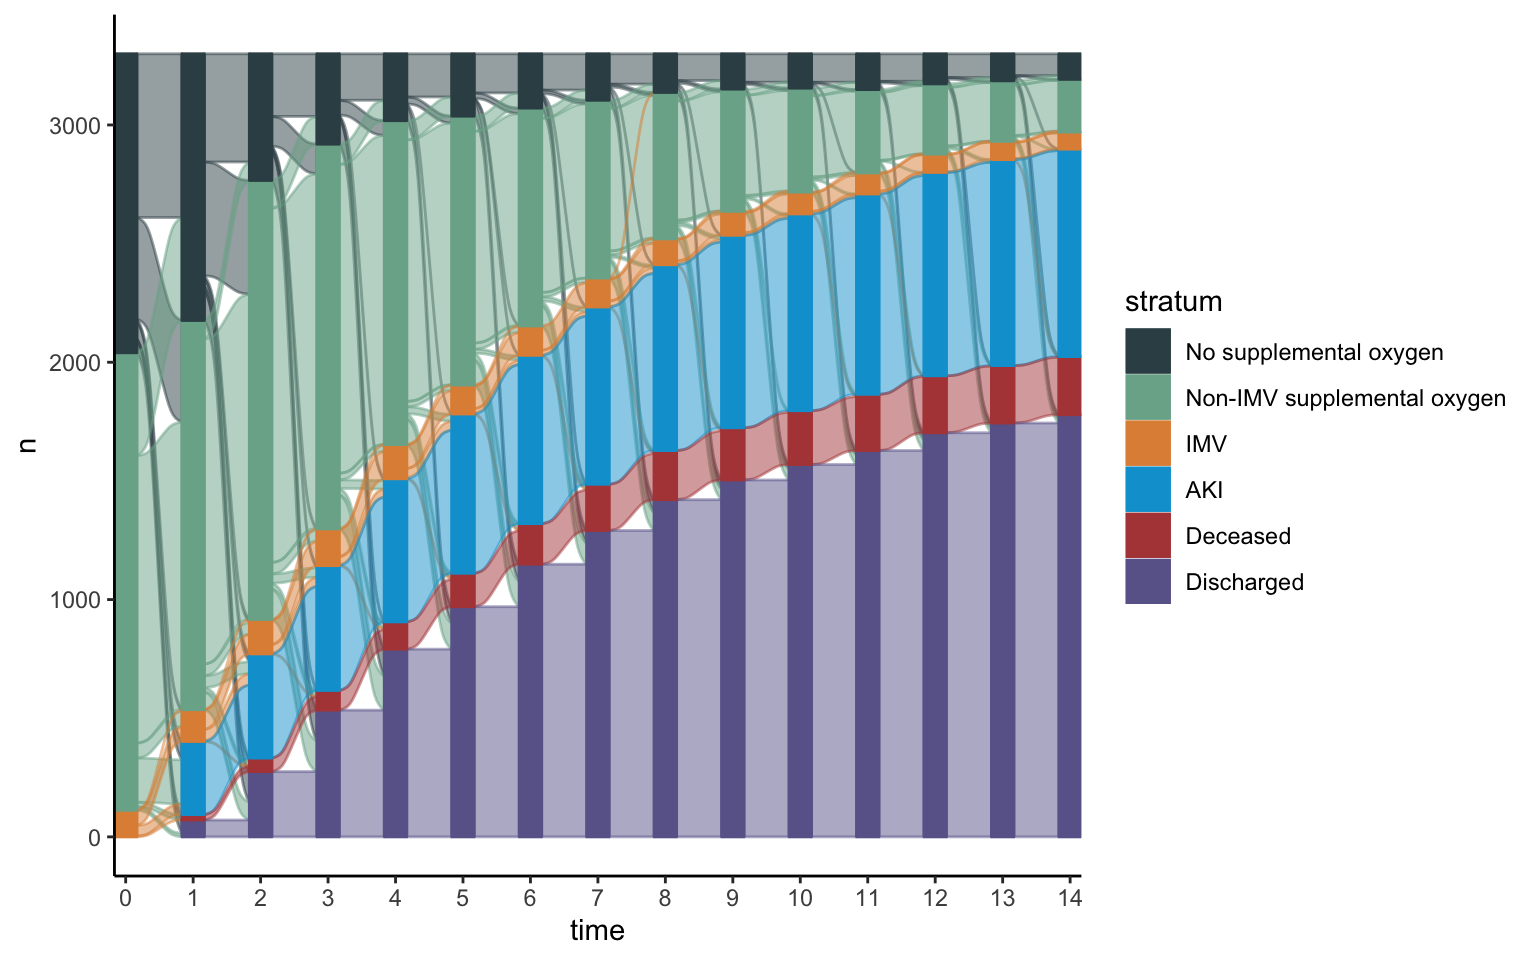 3000
2000
1000
0
n
0 1 2 3 4 5 6 7 8 9 10 11 12 13 14
time
stratum
No supplemental oxygen
Non-IMV supplemental oxygen
IMV
AKI
Deceased
Discharged